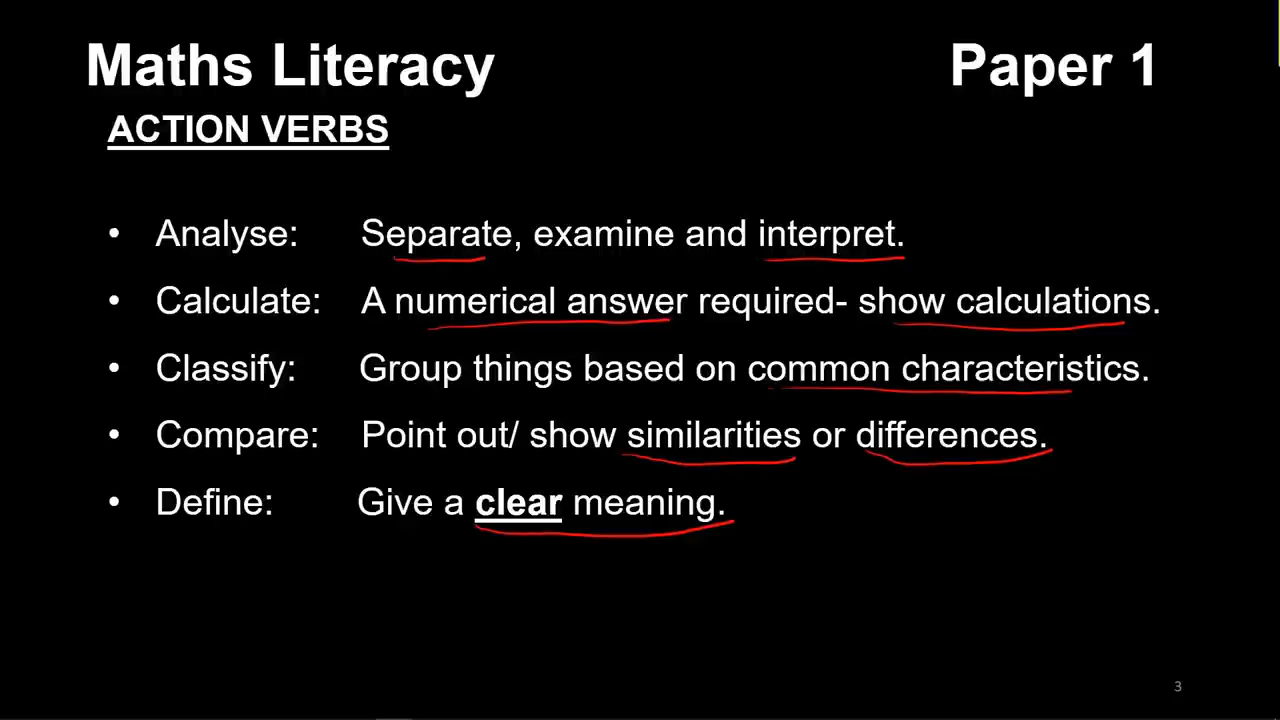 Maths Literacy Paper 1
ACTION VERBS
• Analyse: Separate, examine and interpret.
• Calculate: A numerical answer required- show calculations.
• Classify: Group things based on common characteristics.
• Compare: Point out/ show similarities or differences.
• Define: Give a clear meaning.
3